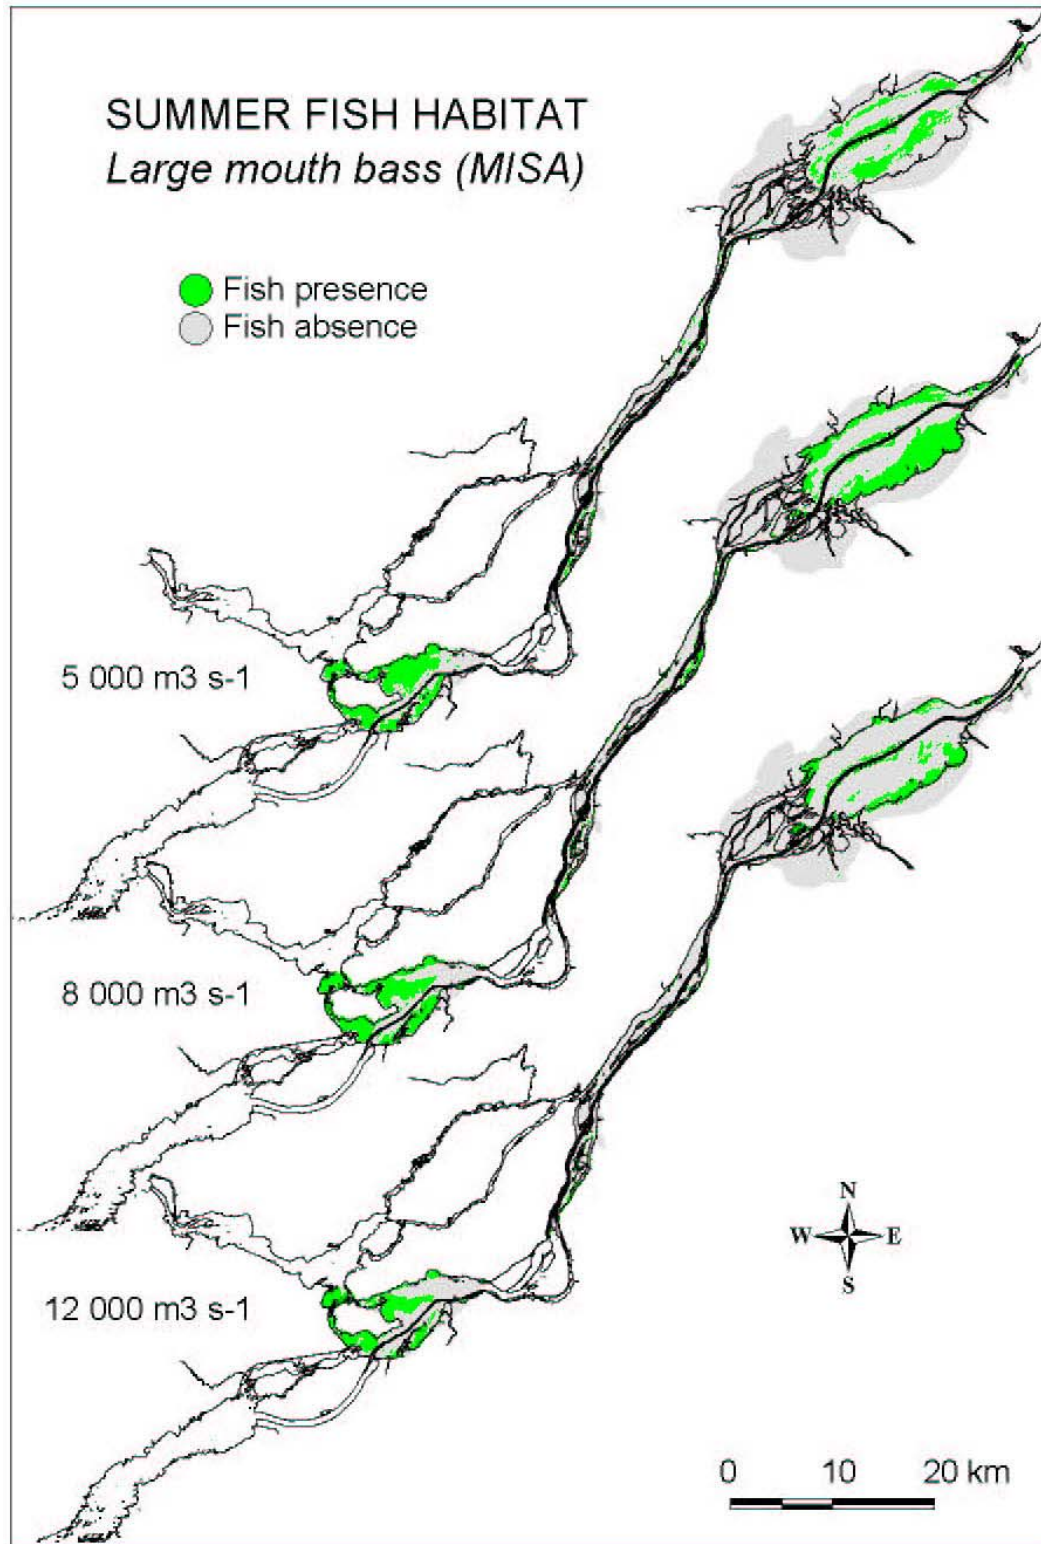 SUMMER FISH HABITAT
Large mouth bass (MISA)
Fish presence
Fish absence
5 000 m3 s-1
8 000 m3 s-1
12 000 m3 s-1
N
W E
S
0 10 20 km